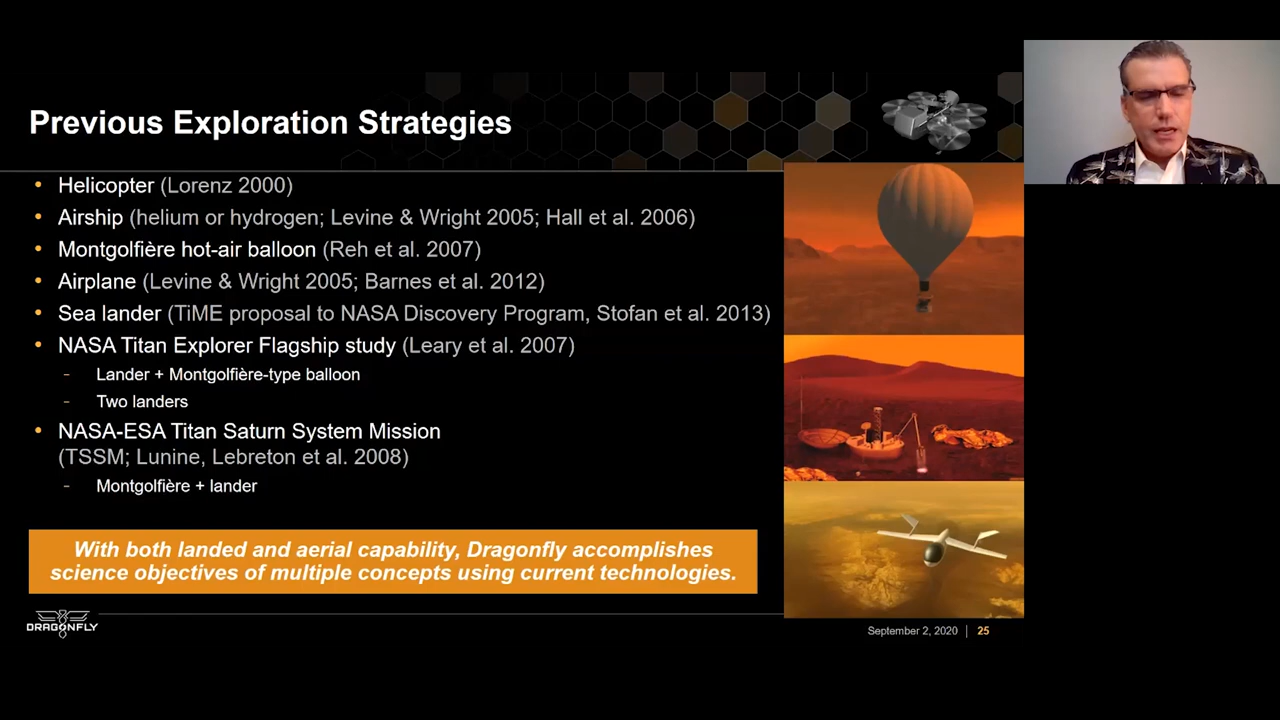 Previous Exploration Strategies
• Helicopter (Lorenz 2000)
• Airship (helium or hydrogen; Levine & Wright 2005; Hall et al. 2006)
• Montgolfière hot-air balloon (Reh et al. 2007)
• Airplane (Levine & Wright 2005; Barnes et al. 2012)
• Sea lander (TiME proposal to NASA Discovery Program, Stofan et al. 2013)
• NASA Titan Explorer Flagship study (Leary et al. 2007)
- Lander + Montgolfière-type balloon
- Two landers
• NASA-ESA Titan Saturn System Mission
(TSSM; Lunine, Lebreton et al. 2008)
- Montgolfière + lander
With both landed and aerial capability, Dragonfly accomplishes
science objectives of multiple concepts using current technologies.
DRAGONFLY
September 2, 2020 | 25